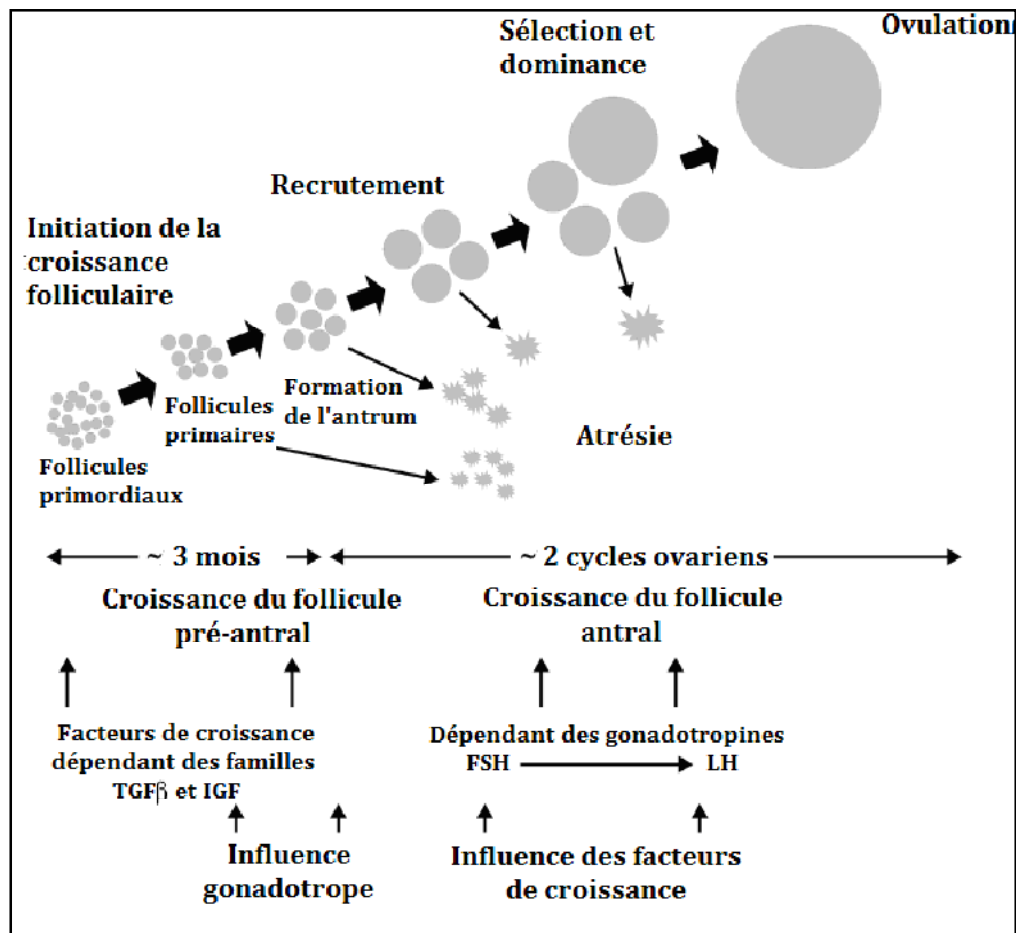 Ovulation
Sélection et
dominance
Recrutement
Initiation de la
croissance
folliculaire
Follicules
primordiaux
Follicules
primaires
Formation
de l'antrum
Atrésie
~ 3 mois
~ 2 cycles ovariens
Croissance du follicule
pré-antral
Croissance du follicule
antral
Facteurs de croissance
dépendant des familles
TGFβ et IGF
Dépendant des gonadotropines
FSH LH
Influence
gonadotrope
Influence des facteurs
de croissance